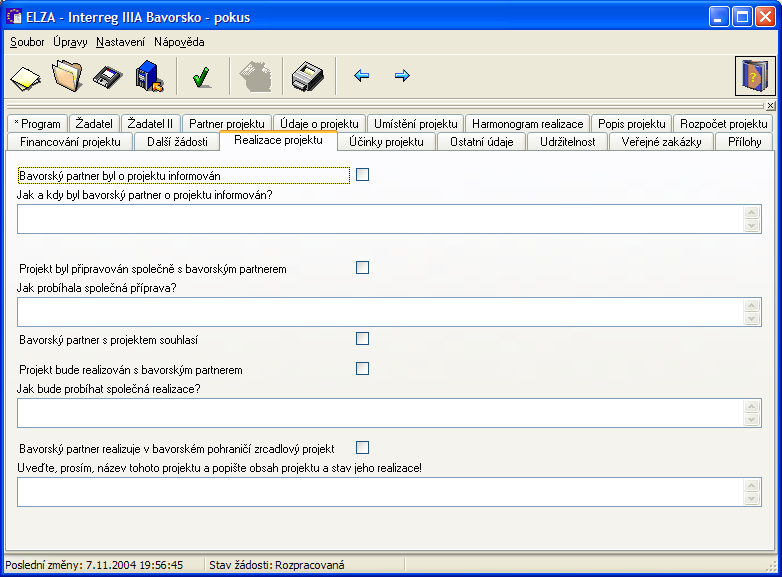 ELZA - Interreg IIIA Bavorsko - pokus
Soubor Úpravy Nastavení Nápověda
* Program Žadatel Žadatel II Partner projektu Údaje o projektu Umístění projektu Harmonogram realizace Popis projektu Rozpočet projektu
Financování projektu Další žádosti Realizace projektu Účinky projektu Ostatní údaje Udržitelnost Veřejné zakázky Přílohy
Bavorský partner byl o projektu informován
Jak a kdy byl bavorský partner o projektu informován?
Projekt byl připravován společně s bavorským partnerem
Jak probíhala společná příprava?
Bavorský partner s projektem souhlasí
Projekt bude realizován s bavorským partnerem
Jak bude probíhat společná realizace?
Bavorský partner realizuje v bavorském pohraničí zrcadlový projekt
Uveďte, prosím, název tohoto projektu a popište obsah projektu a stav jeho realizace!
Poslední změny: 7.11.2004 19:56:45 Stav žádosti: Rozpracovaná